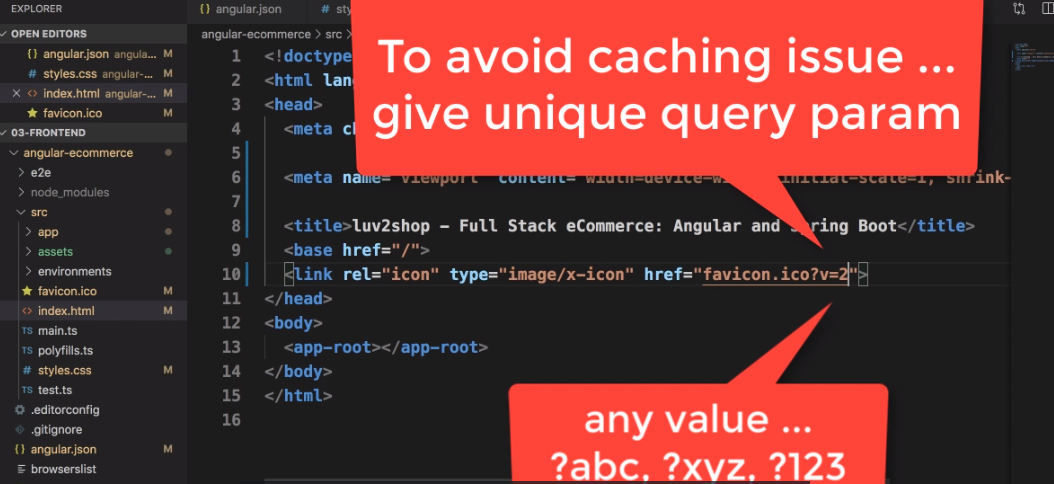 EXPLORER
OPEN EDITORS
{} angular.json angula... M
# styles.css angular-... M
<> index.html angular-... M
favicon.ico M
03-FRONTEND
angular-ecommerce
e2e
node_modules
src
app
assets
environments
favicon.ico M
<> index.html M
TS main.ts
TS polyfills.ts
# styles.css M
TS test.ts
.editorconfig
.gitignore
{} angular.json M
browserslist
{} angular.json # sty
angular-ecommerce > src >
1 <!doctype
2 <html lan
3 <head>
4 <meta c
5
6 <meta name="viewport" content="width=device-wi initial-scale=1, shrink-
7
8 <title>luv2shop - Full Stack eCommerce: Angular and Spring Boot</title>
9 <base href="/">
10 <link rel="icon" type="image/x-icon" href="favicon.ico?v=2">
11 </head>
12 <body>
13 <app-root></app-root>
14 </body>
15 </html>
16
To avoid caching issue ...
give unique query param
any value ...
?abc, ?xyz, ?123